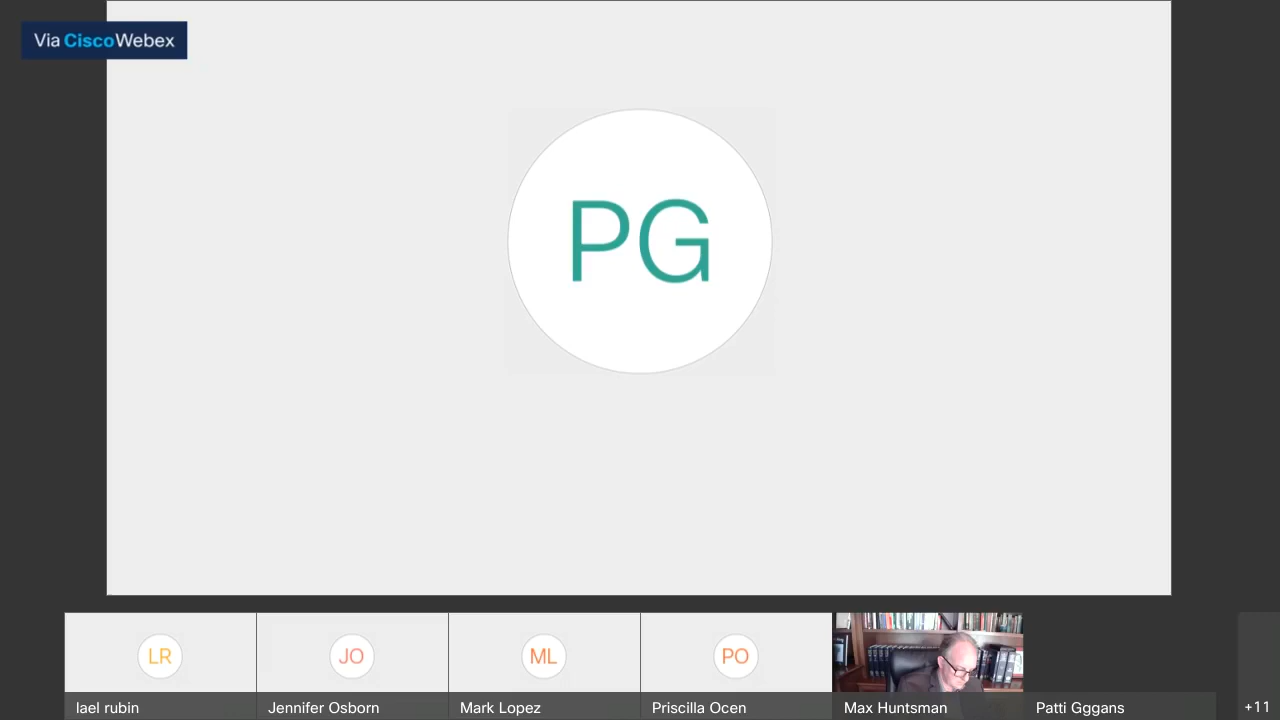 Via CiscoWebex
PG
LR
JO
ML
PO
lael rubin
Jennifer Osborn
Mark Lopez
Priscilla Ocen
Max Huntsman
Patti Gggans
+11